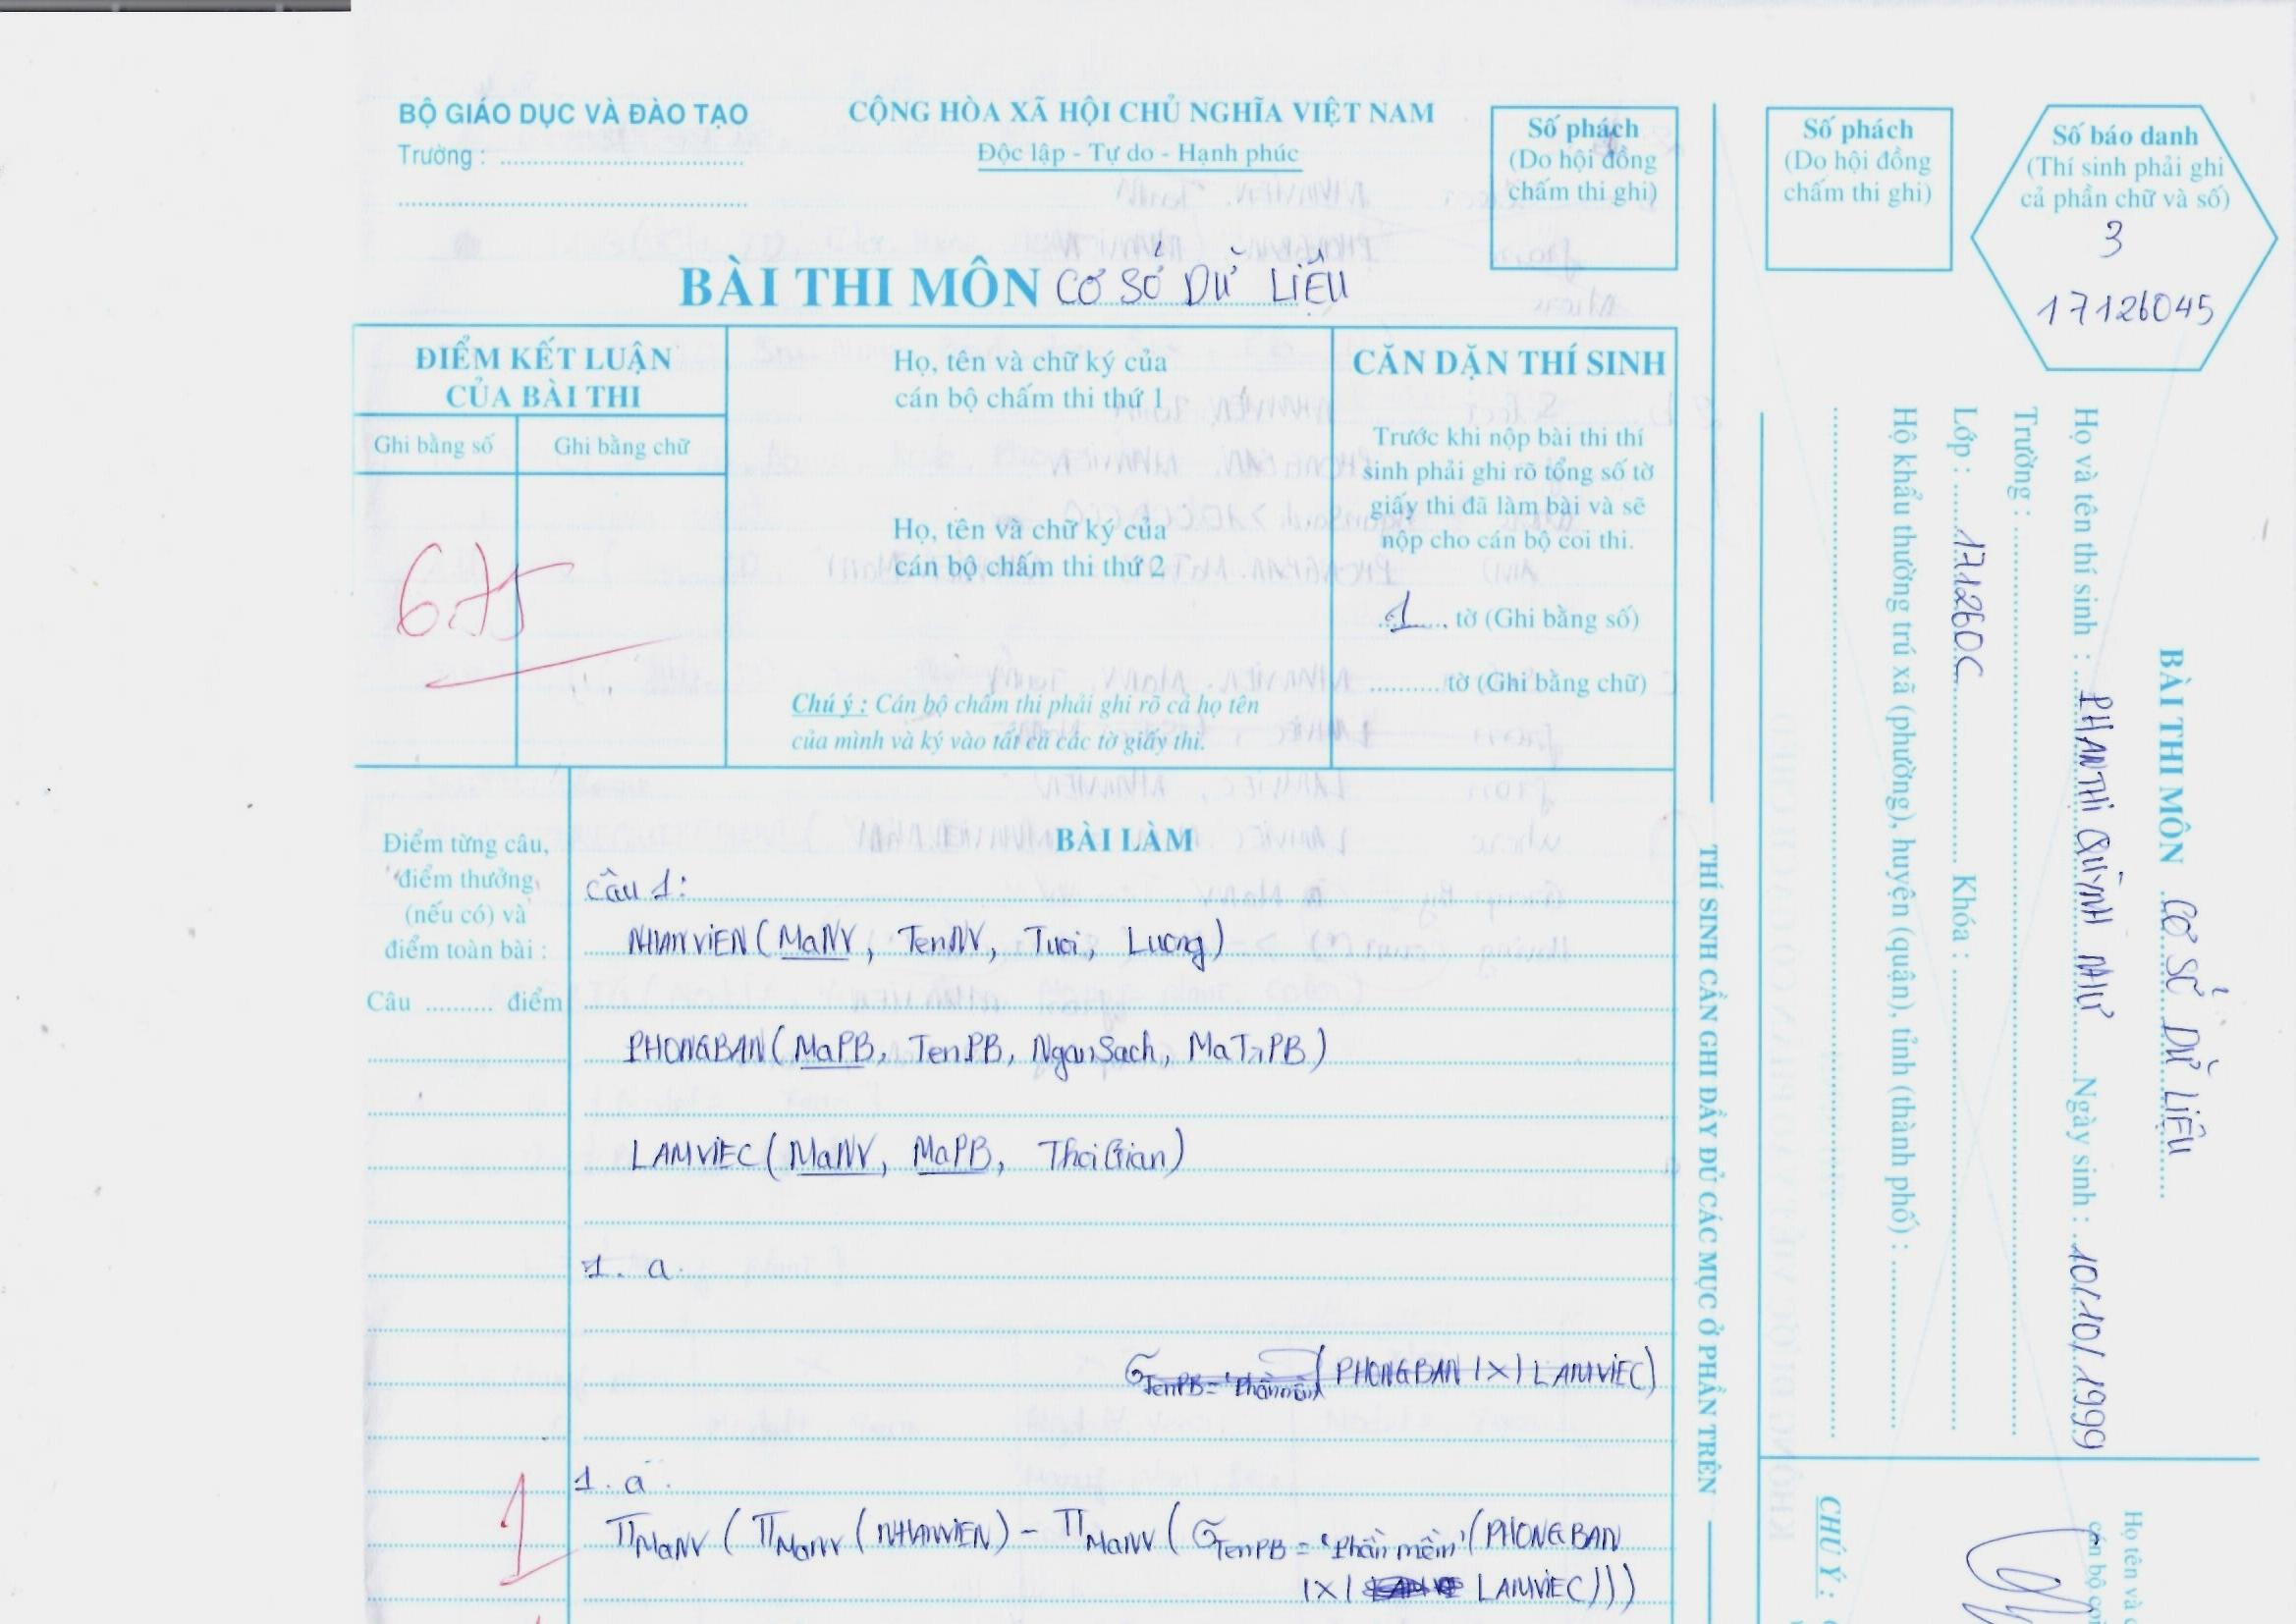 BỘ GIÁO DỤC VÀ ĐÀO TẠO
Trường : ....................................
CỘNG HÒA XÃ HỘI CHỦ NGHĨA VIỆT NAM
Độc lập - Tự do - Hạnh phúc
Số phách
(Do hội đồng
chấm thi ghi)
BÀI THI MÔN CƠ SỞ DỮ LIỆU
ĐIỂM KẾT LUẬN
CỦA BÀI THI
Ghi bằng số
Ghi bằng chữ
6.75
Họ, tên và chữ ký của
cán bộ chấm thi thứ 1
Họ, tên và chữ ký của
cán bộ chấm thi thứ 2
Chú ý : Cán bộ chấm thi phải ghi rõ cả họ tên
của mình và ký vào tất cả các tờ giấy thi.
CĂN DẶN THÍ SINH
Trước khi nộp bài thi thí
sinh phải ghi rõ tổng số tờ
giấy thi đã làm bài và sẽ
nộp cho cán bộ coi thi.
1 tờ (Ghi bằng số)
........... tờ (Ghi bằng chữ)
Điểm từng câu,
điểm thưởng
(nếu có) và
điểm toàn bài :
Câu .......... điểm
BÀI LÀM
Câu 1:
NHANVIEN(MaNV, TenNV, Tuoi, Luong)
PHONGBAN(MaPB, TenPB, NganSach, MaTrPB)
LAMVIEC(MaNV, MaPB, ThoiGian)
1. a.
σTenPB='Phần mềm' (PHONGBAN |×| LAMVIEC)
1
1. a.
πMaNV (πMaNV (NHANVIEN) - πMaNV (σTenPB = 'Phần mềm' (PHONGBAN
|×| LAMVIEC)))
THÍ SINH CẦN GHI ĐẦY ĐỦ CÁC MỤC Ở PHẦN TRÊN
Số phách
(Do hội đồng
chấm thi ghi)
Số báo danh
(Thí sinh phải ghi
cả phần chữ và số)
3
17126045
BÀI THI MÔN CƠ SỞ DỮ LIỆU
Họ và tên thí sinh : PHAN THỊ QUỲNH NHƯ Ngày sinh : 10/10/1999
Trường :
Lớp : 17126OC Khóa :
Hộ khẩu thường trú xã (phường), huyện (quận), tỉnh (thành phố) :
CHÚ Ý :
Họ tên và
cán bộ co